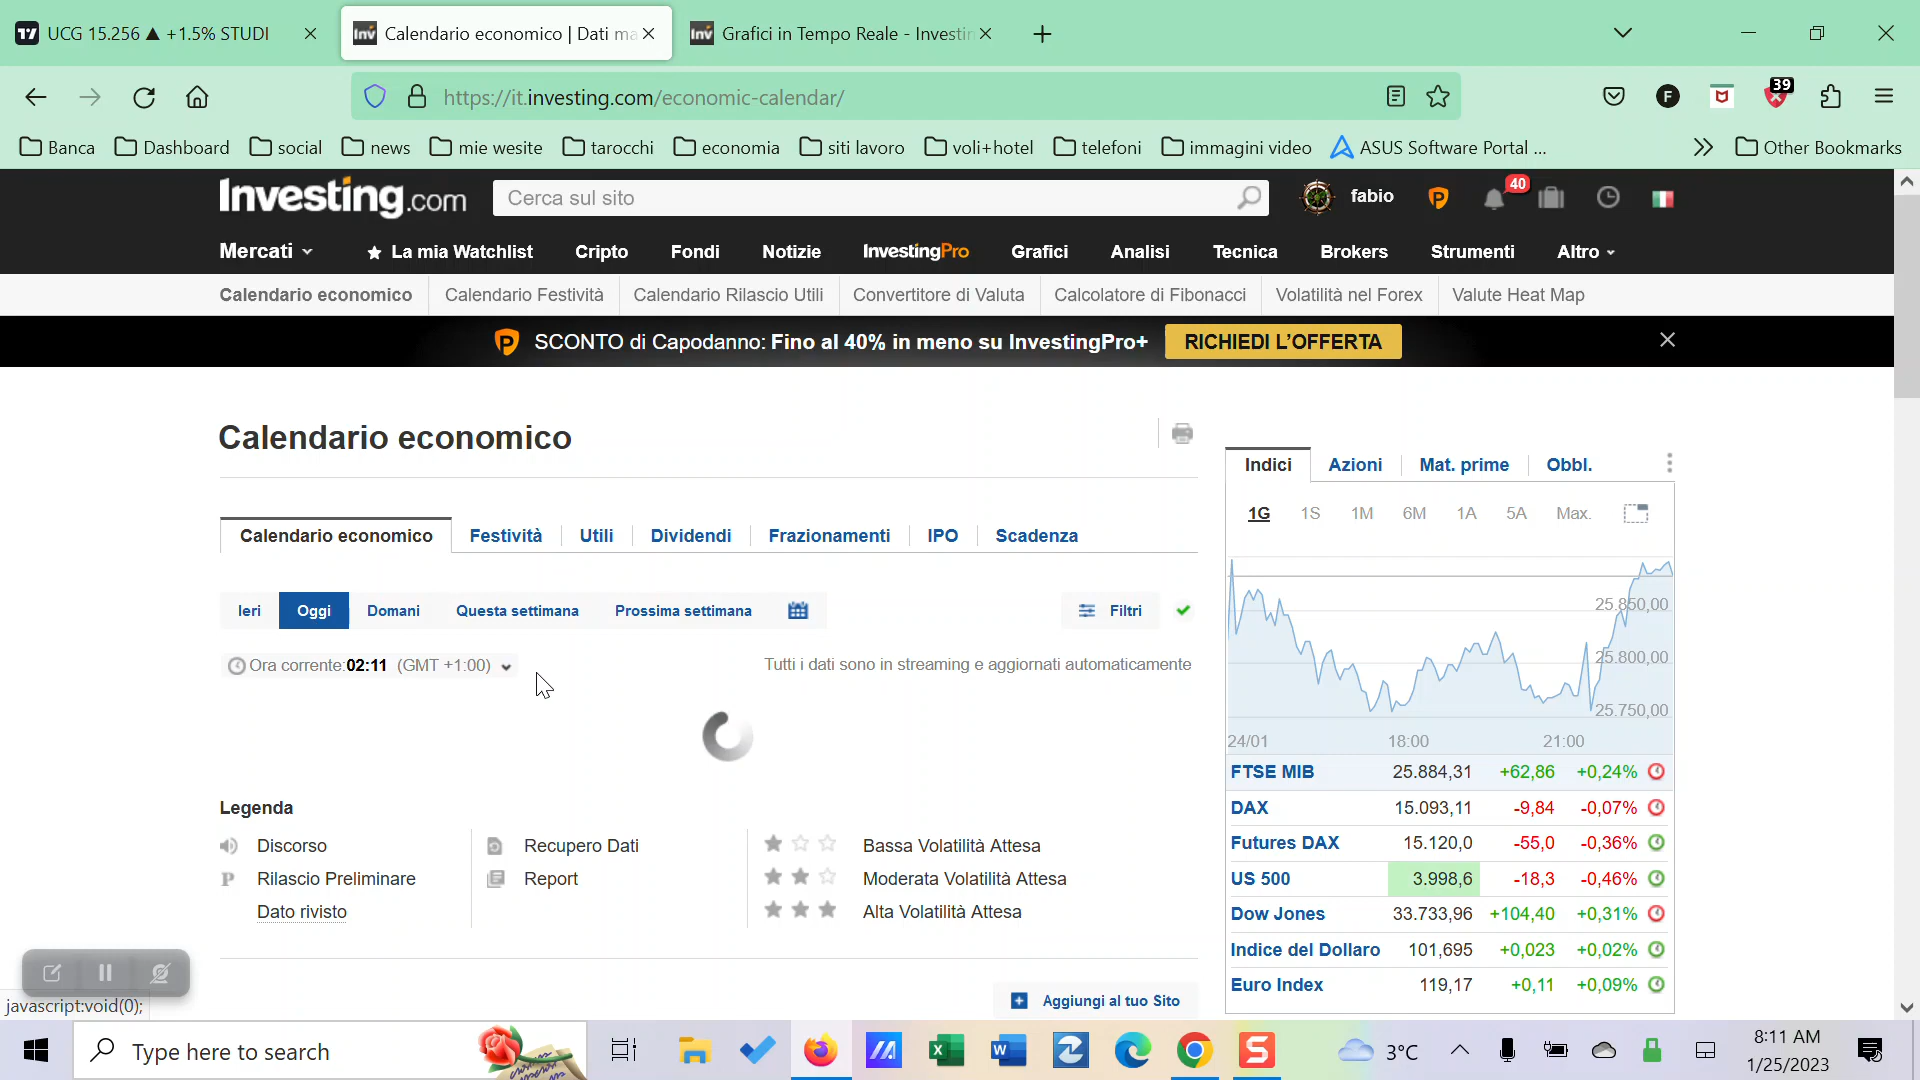 UCG 15.256 ▲ +1.5% STUDI
Calendario economico | Dati ma
Grafici in Tempo Reale - Investin
https://it.investing.com/economic-calendar/
F
39
Banca
Dashboard
social
news
mie wesite
tarocchi
economia
siti lavoro
voli+hotel
telefoni
immagini video
ASUS Software Portal ...
Other Bookmarks
Investing.com
Cerca sul sito
fabio
40
Mercati
La mia Watchlist
Cripto
Fondi
Notizie
InvestingPro
Grafici
Analisi
Tecnica
Brokers
Strumenti
Altro
Calendario economico
Calendario Festività
Calendario Rilascio Utili
Convertitore di Valuta
Calcolatore di Fibonacci
Volatilità nel Forex
Valute Heat Map
SCONTO di Capodanno: Fino al 40% in meno su InvestingPro+
RICHIEDI L'OFFERTA
Calendario economico
Calendario economico
Festività
Utili
Dividendi
Frazionamenti
IPO
Scadenza
Ieri
Oggi
Domani
Questa settimana
Prossima settimana
Filtri
Ora corrente:02:11 (GMT +1:00)
Tutti i dati sono in streaming e aggiornati automaticamente
Legenda
Discorso
Rilascio Preliminare
Dato rivisto
Recupero Dati
Report
Bassa Volatilità Attesa
Moderata Volatilità Attesa
Alta Volatilità Attesa
Aggiungi al tuo Sito
Indici
Azioni
Mat. prime
Obbl.
1G
1S
1M
6M
1A
5A
Max.
25.850,00
25.800,00
25.750,00
24/01
18:00
21:00
FTSE MIB 25.884,31 +62,86 +0,24%
DAX 15.093,11 -9,84 -0,07%
Futures DAX 15.120,0 -55,0 -0,36%
US 500 3.998,6 -18,3 -0,46%
Dow Jones 33.733,96 +104,40 +0,31%
Indice del Dollaro 101,695 +0,023 +0,02%
Euro Index 119,17 +0,11 +0,09%
javascript:void(0);
Type here to search
3°C
8:11 AM
1/25/2023